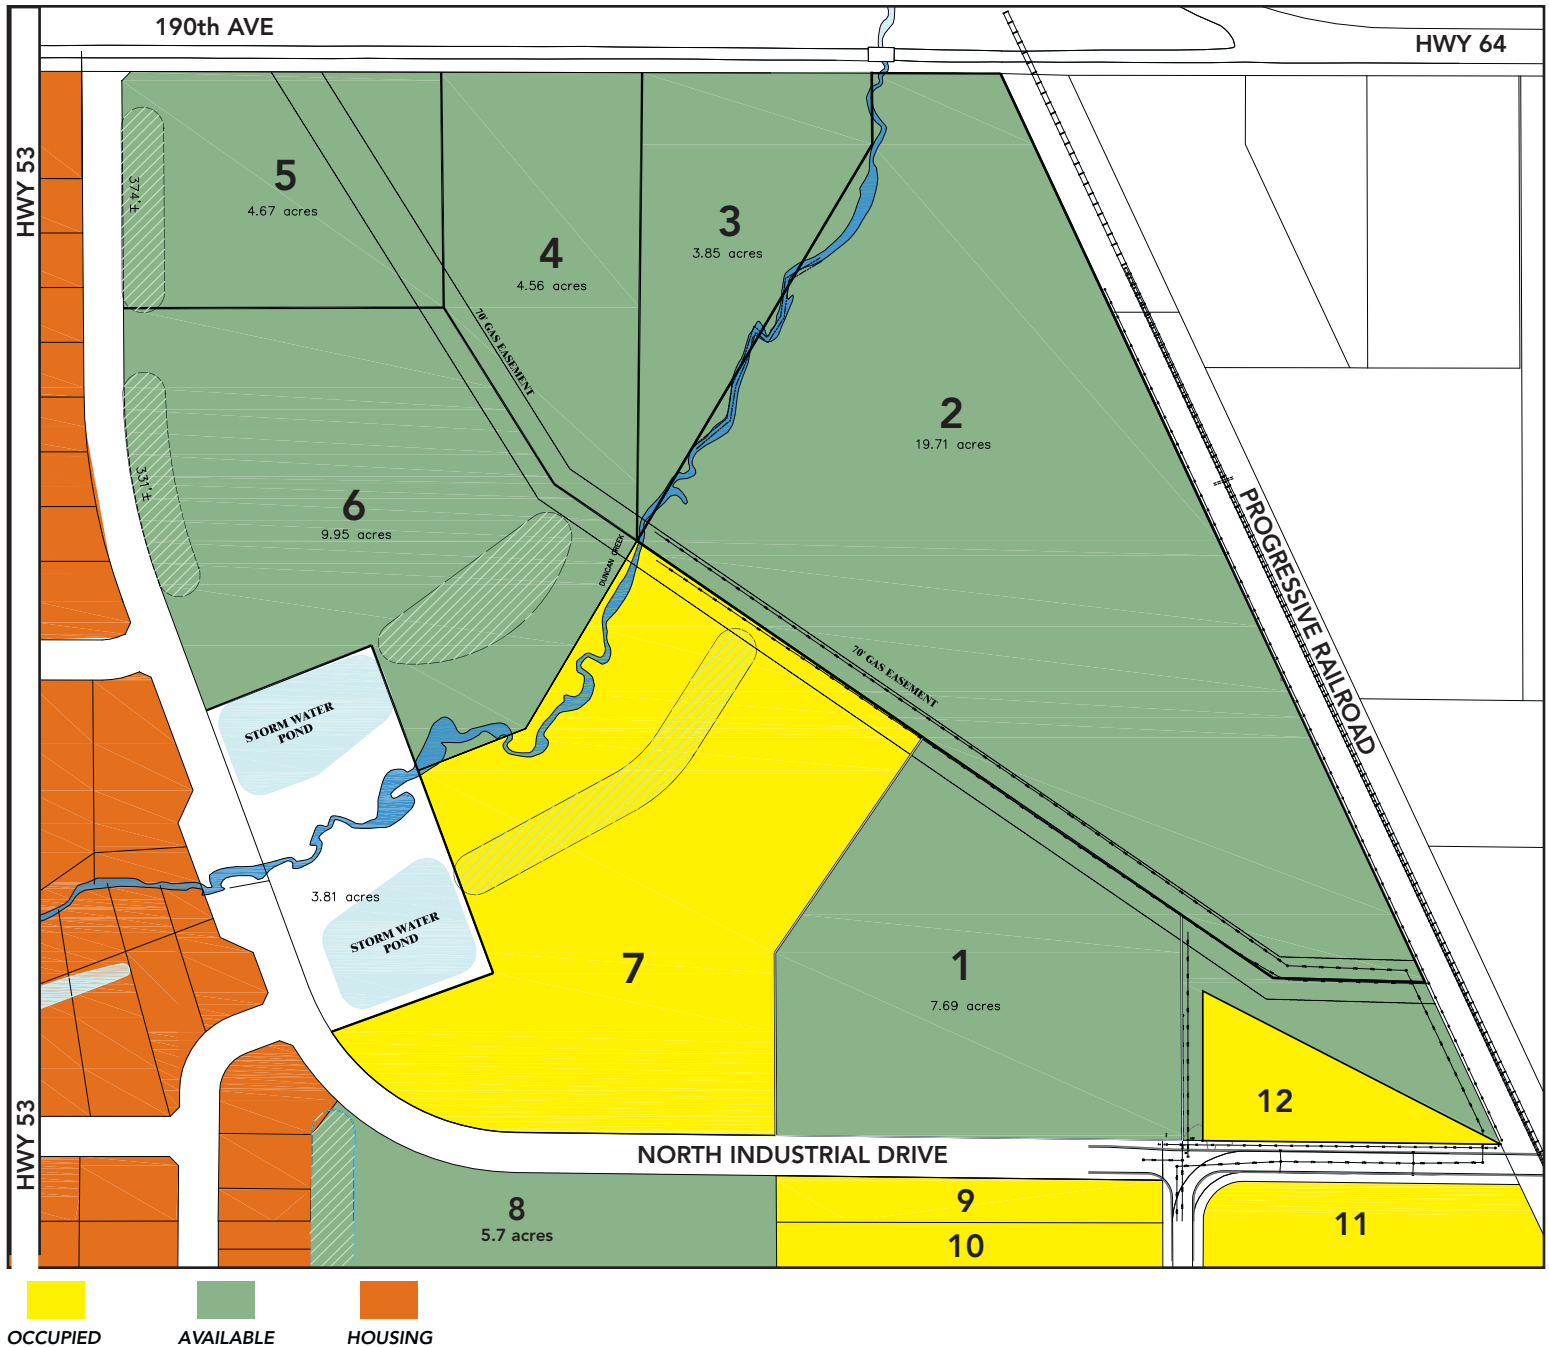 190th AVE
HWY 64
HWY 53
374'±
5
4.67 acres
4
4.56 acres
3
3.85 acres
2
19.71 acres
70' GAS EASEMENT
331'±
6
9.95 acres
DUNCAN CREEK
PROGRESSIVE RAILROAD
70' GAS EASEMENT
STORM WATER
POND
3.81 acres
STORM WATER
POND
7
1
7.69 acres
12
HWY 53
NORTH INDUSTRIAL DRIVE
8
5.7 acres
9
10
11
OCCUPIED
AVAILABLE
HOUSING